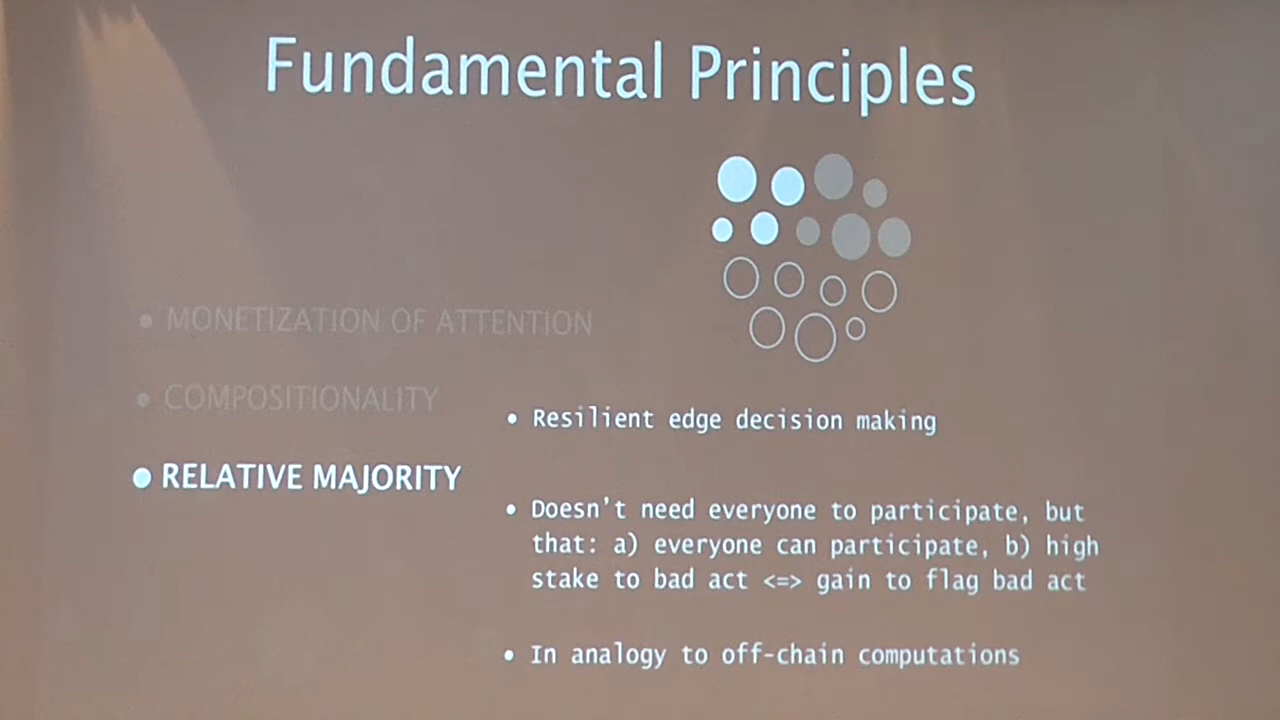 Fundamental Principles
• MONETIZATION OF ATTENTION
• COMPOSITIONALITY
• RELATIVE MAJORITY
• Resilient edge decision making
• Doesn't need everyone to participate, but
that: a) everyone can participate, b) high
stake to bad act <=> gain to flag bad act
• In analogy to off-chain computations